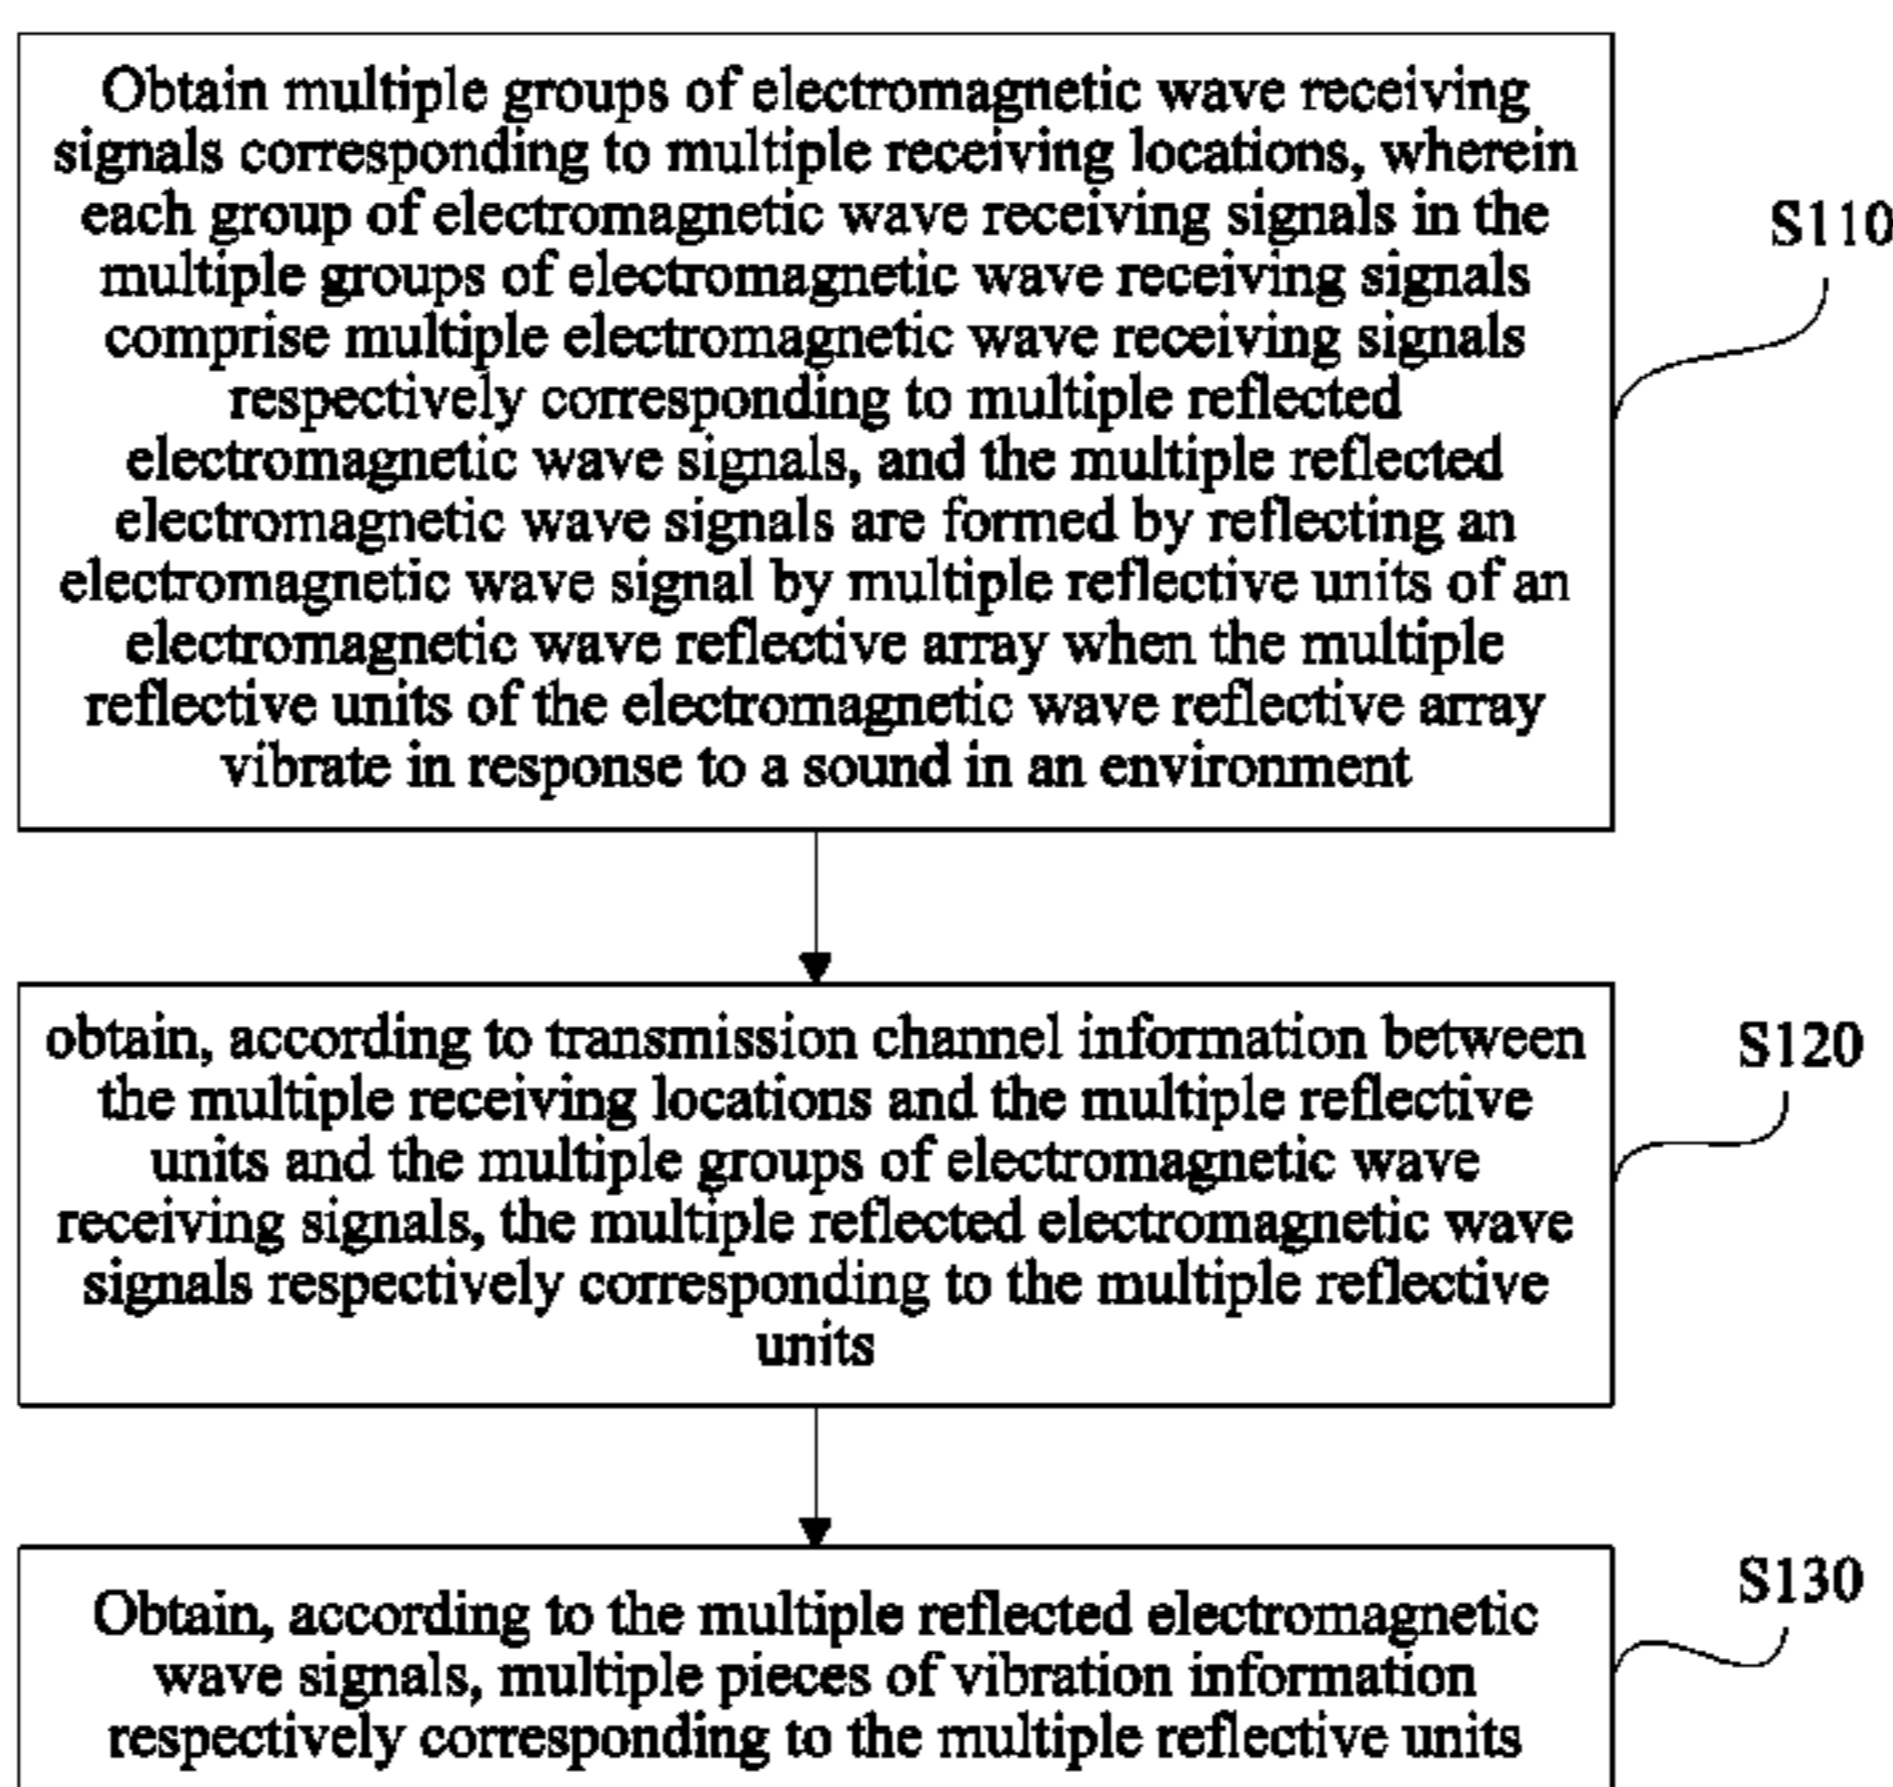 Obtain multiple groups of electromagnetic wave receiving
signals corresponding to multiple receiving locations, wherein
each group of electromagnetic wave receiving signals in the
multiple groups of electromagnetic wave receiving signals
comprise multiple electromagnetic wave receiving signals
respectively corresponding to multiple reflected
electromagnetic wave signals, and the multiple reflected
electromagnetic wave signals are formed by reflecting an
electromagnetic wave signal by multiple reflective units of an
electromagnetic wave reflective array when the multiple
reflective units of the electromagnetic wave reflective array
vibrate in response to a sound in an environment
S110
obtain, according to transmission channel information between
the multiple receiving locations and the multiple reflective
units and the multiple groups of electromagnetic wave
receiving signals, the multiple reflected electromagnetic wave
signals respectively corresponding to the multiple reflective
units
S120
Obtain, according to the multiple reflected electromagnetic
wave signals, multiple pieces of vibration information
respectively corresponding to the multiple reflective units
S130